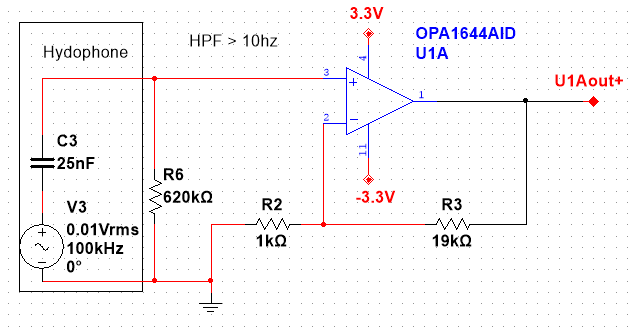 3.3V
OPA1644AID
U1A
HPF > 10hz
Hydophone
4
U1Aout+
3
+
1
2
−
C3
25nF
11
R6
620kΩ
-3.3V
V3
0.01Vrms
100kHz
0°
+
R2
1kΩ
R3
19kΩ